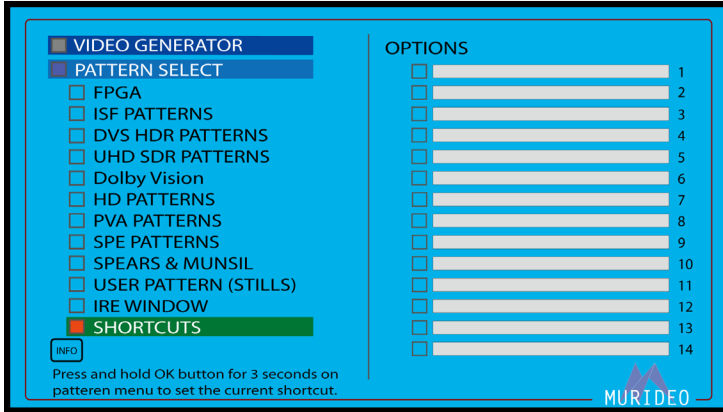 VIDEO GENERATOR
PATTERN SELECT
FPGA
ISF PATTERNS
DVS HDR PATTERNS
UHD SDR PATTERNS
Dolby Vision
HD PATTERNS
PVA PATTERNS
SPE PATTERNS
SPEARS & MUNSIL
USER PATTERN (STILLS)
IRE WINDOW
SHORTCUTS
INFO
Press and hold OK button for 3 seconds on
patteren menu to set the current shortcut.
OPTIONS
1
2
3
4
5
6
7
8
9
10
11
12
13
14
MURIDEO